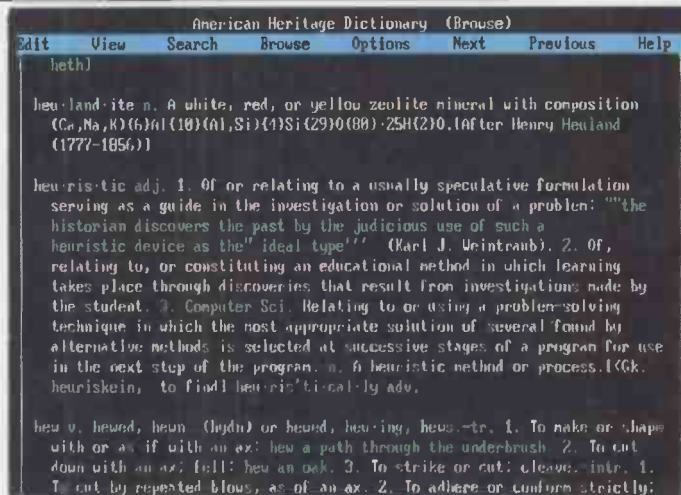 American Heritage Dictionary (Browse)
Edit View Search Browse Options Next Previous Help
heth]
heu·land·ite n. A white, red, or yellow zeolite mineral with composition
(Ca,Na,K){6}Al{10}(Al,Si){4}Si{29}O{80}·25H{2}O.[After Henry Heuland
(1777-1856)]
heu·ris·tic adj. 1. Of or relating to a usually speculative formulation
serving as a guide in the investigation or solution of a problem: ""the
historian discovers the past by the judicious use of such a
heuristic device as the" ideal type''' (Karl J. Weintraub). 2. Of,
relating to, or constituting an educational method in which learning
takes place through discoveries that result from investigations made by
the student. 3. Computer Sci. Relating to or using a problem-solving
technique in which the most appropriate solution of several found by
alternative methods is selected at successive stages of a program for use
in the next step of the program. n. A heuristic method or process.[<Gk.
heuriskein, to find] heu·ris'ti·cal·ly adv.
hew v. hewed, hewn (hydn) or hewed, hew·ing, hews.-tr. 1. To make or shape
with or as if with an ax: hew a path through the underbrush 2. To cut
down with an ax; fell: hew an oak. 3. To strike or cut; cleave. intr. 1.
To cut by repeated blows, as of an ax. 2. To adhere or conform strictly;